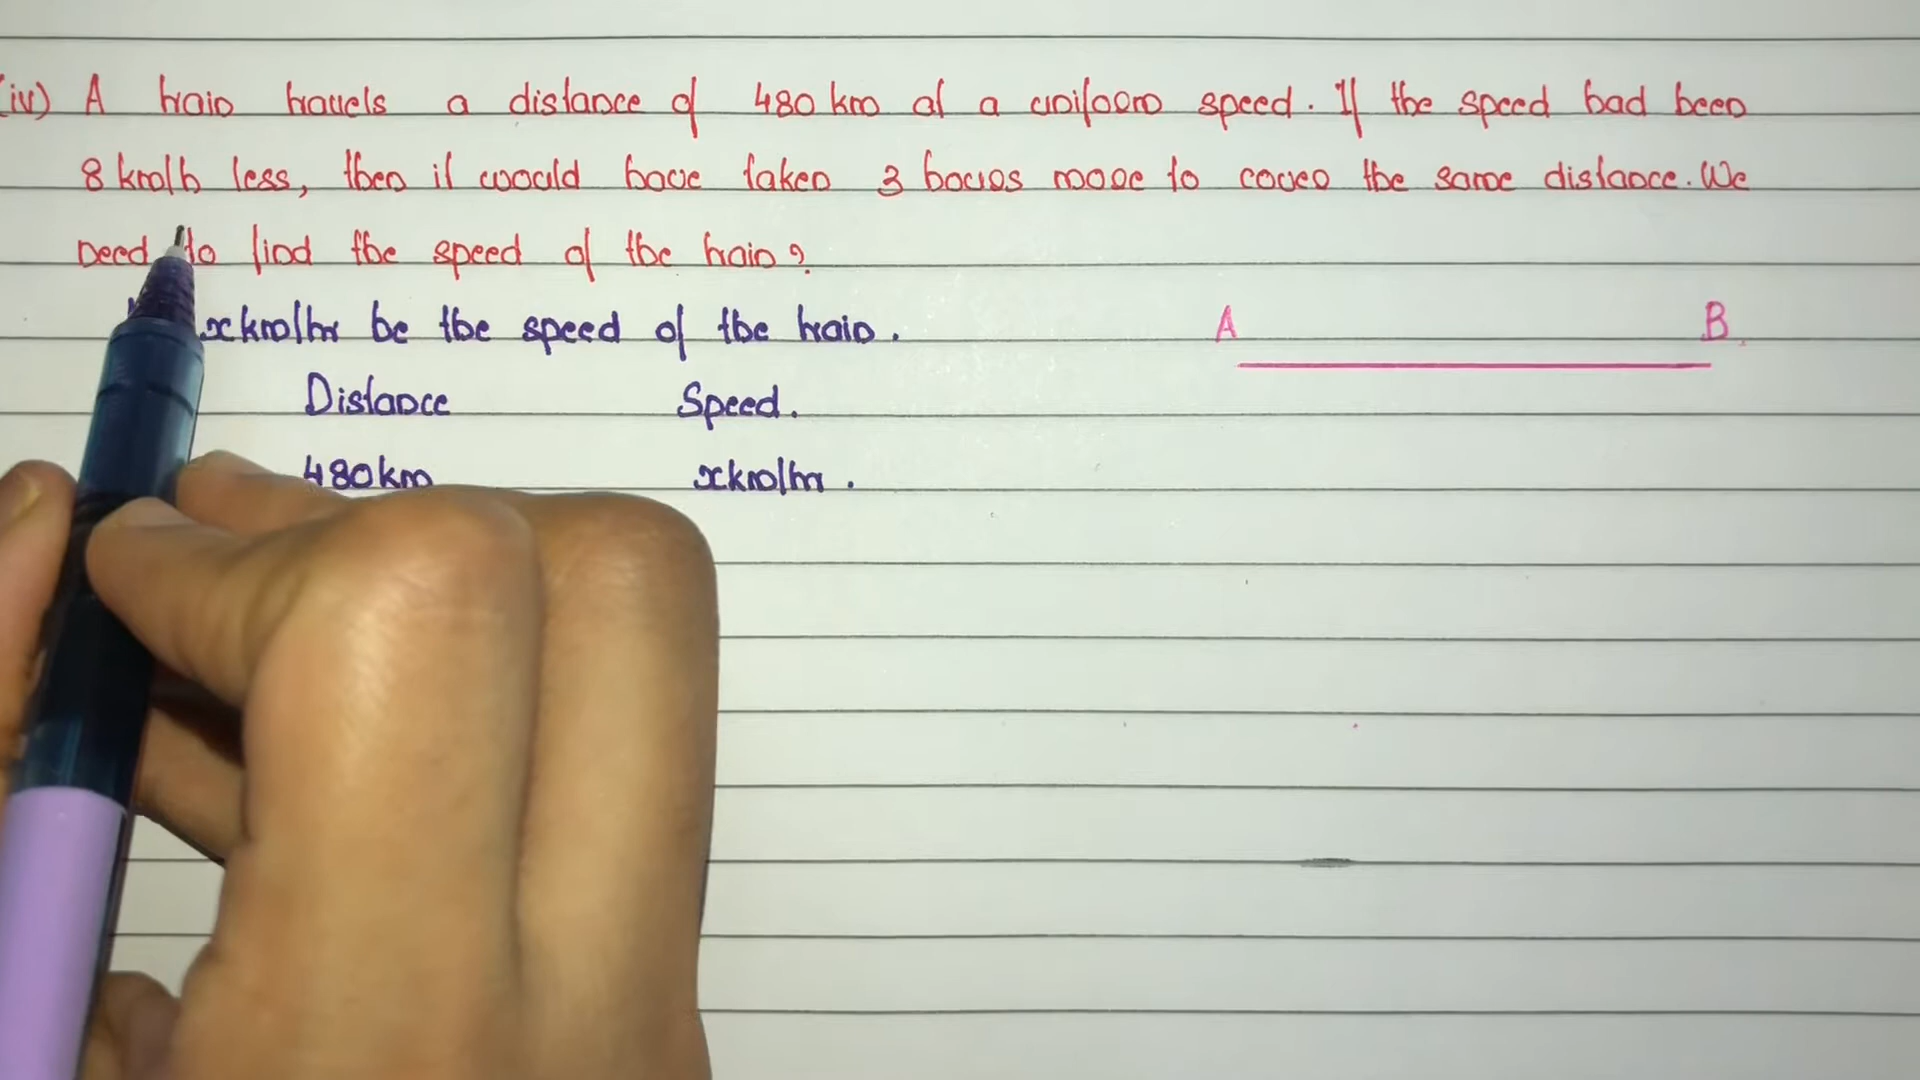 (iv) A train travels a distance of 480 km at a uniform speed. If the speed had been
8 km/h less, then it would have taken 3 hours more to cover the same distance. We
need to find the speed of the train?
x km/hr be the speed of the train.
A B
Distance Speed.
480 km x km/hr.